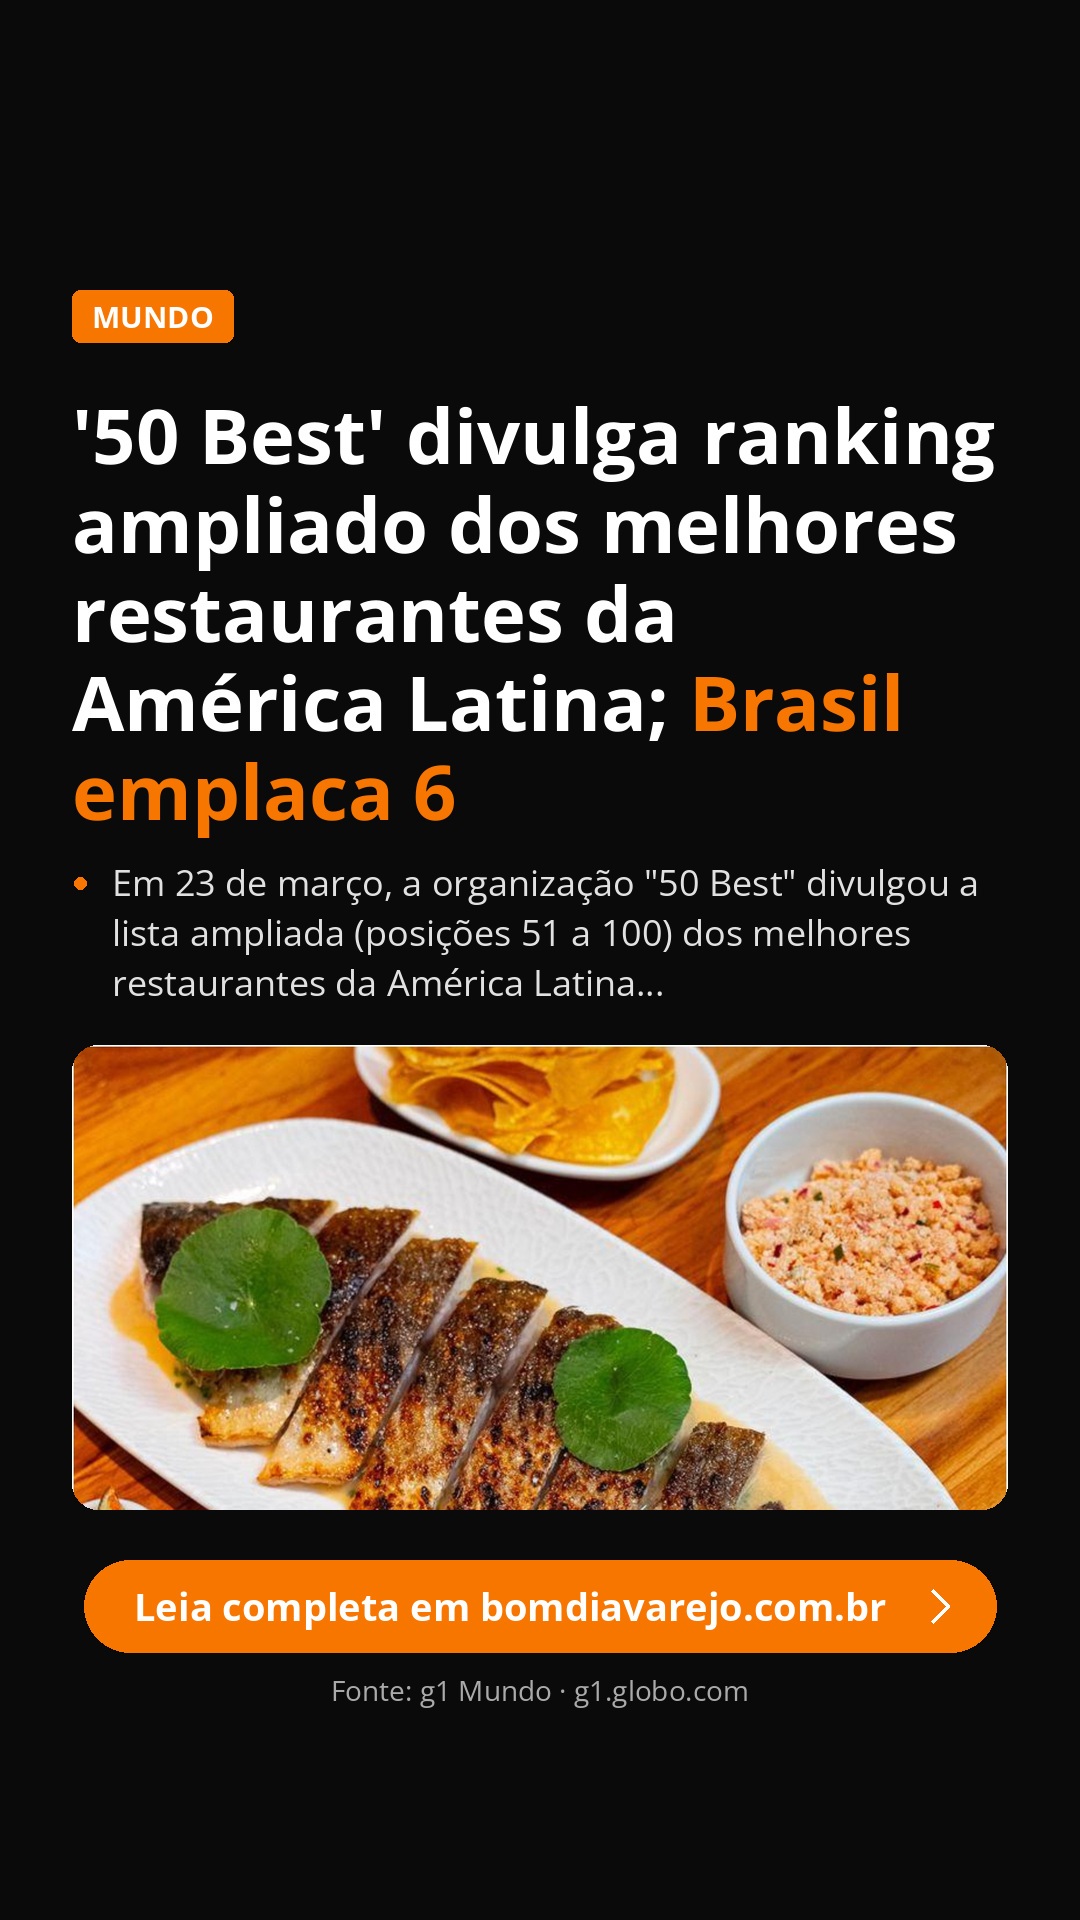 MUNDO
'50 Best' divulga ranking
ampliado dos melhores
restaurantes da
América Latina; Brasil
emplaca 6
• Em 23 de março, a organização "50 Best" divulgou a
lista ampliada (posições 51 a 100) dos melhores
restaurantes da América Latina...
Leia completa em bomdiavarejo.com.br
Fonte: g1 Mundo · g1.globo.com